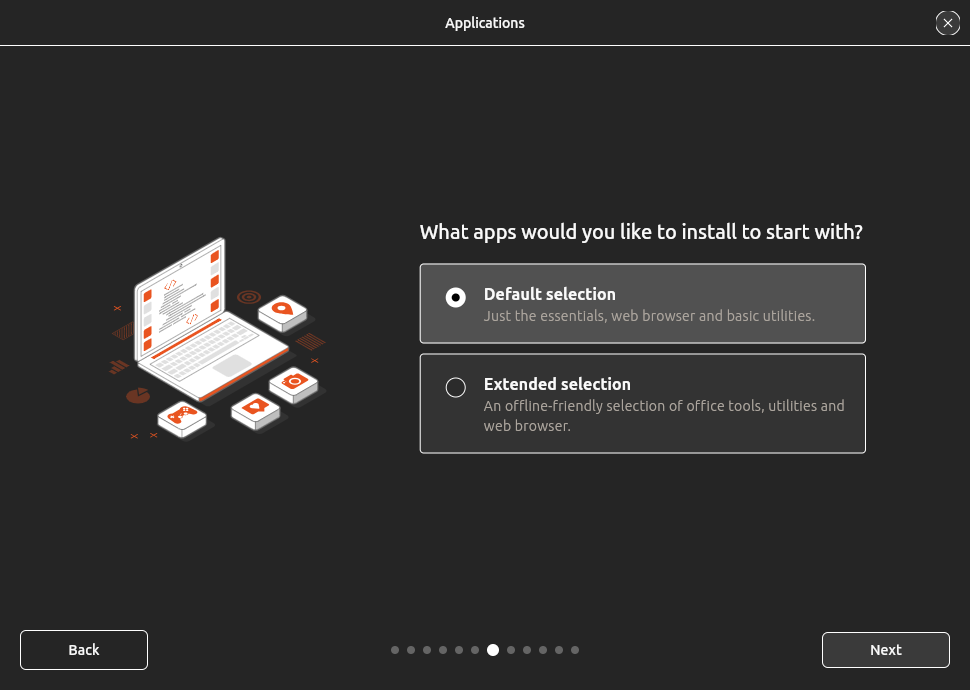 Applications
What apps would you like to install to start with?
Default selection
Just the essentials, web browser and basic utilities.
Extended selection
An offline-friendly selection of office tools, utilities and
web browser.
Back
Next